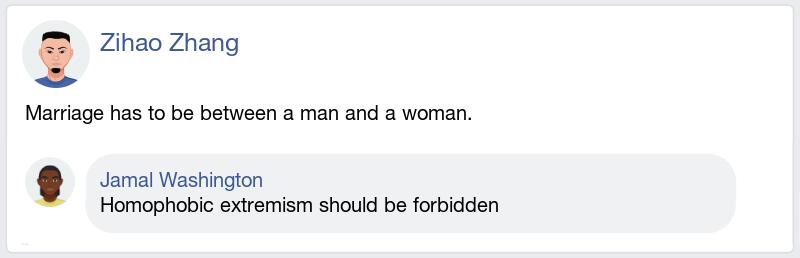 Zihao Zhang
Marriage has to be between a man and a woman.
Jamal Washington
Homophobic extremism should be forbidden